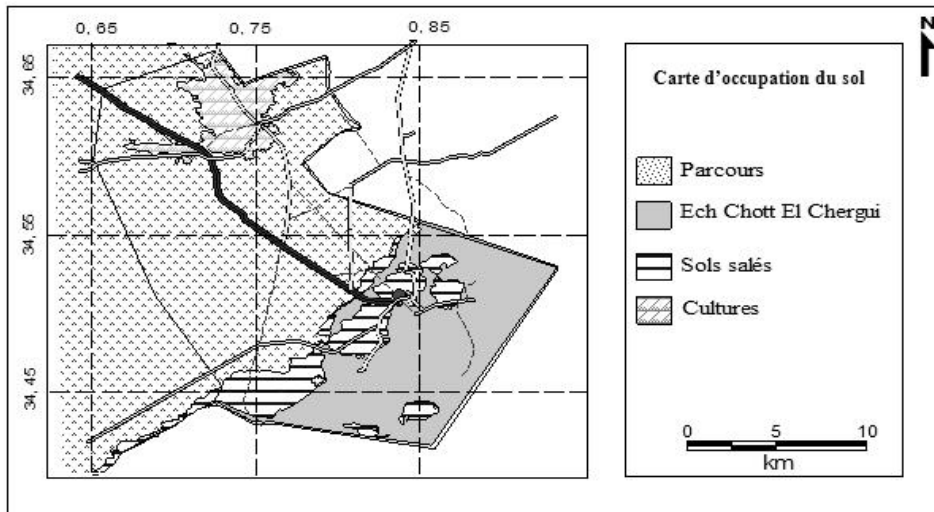 0, 65
0, 75
0, 85
N
34, 65
34, 55
34, 45
Carte d'occupation du sol
Parcours
Ech Chott El Chergui
Sols salés
Cultures
0 5 10
km